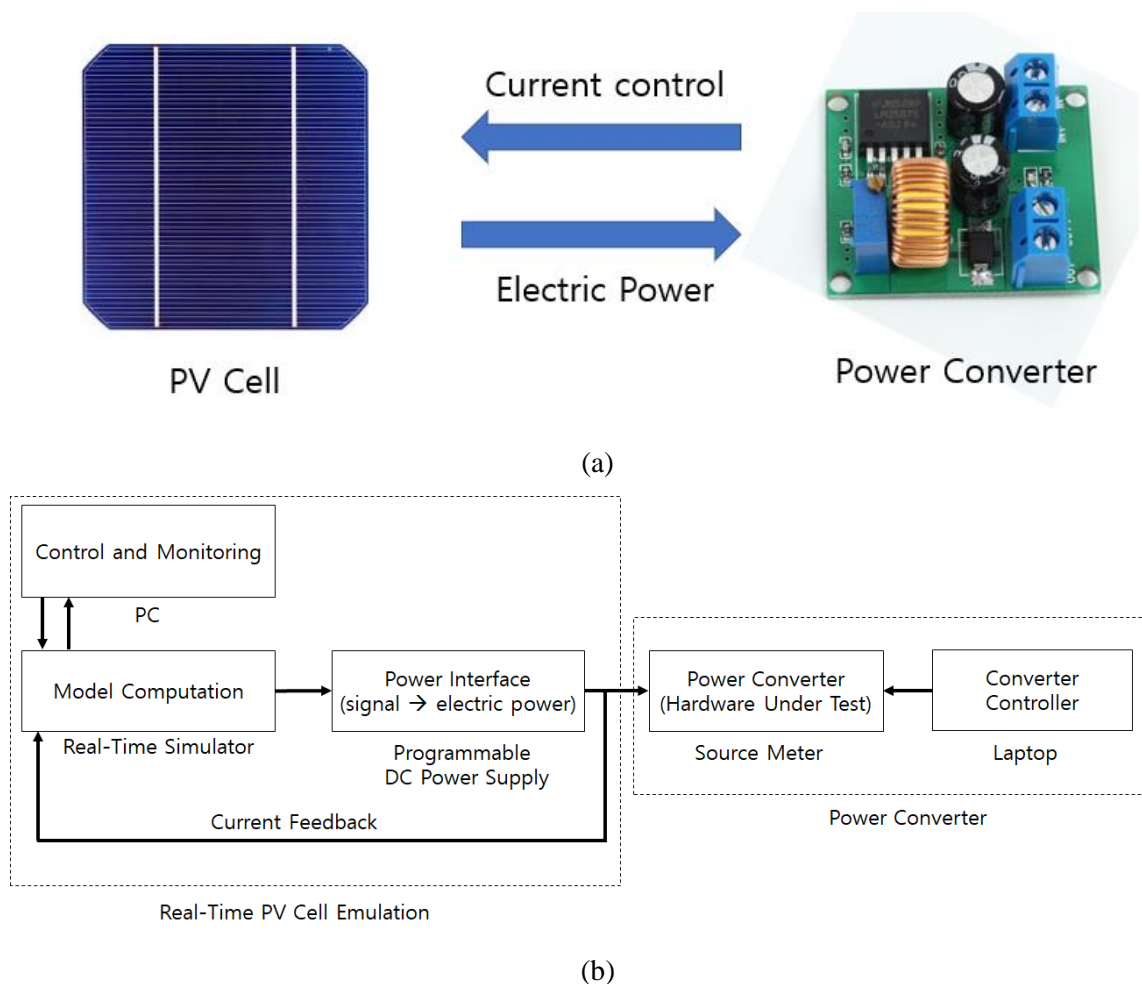 Current control
Electric Power
PV Cell
Power Converter
(a)
Control and Monitoring
PC
Model Computation
Real-Time Simulator
Power Interface
(signal → electric power)
Programmable
DC Power Supply
Current Feedback
Real-Time PV Cell Emulation
Power Converter
(Hardware Under Test)
Source Meter
Converter
Controller
Laptop
Power Converter
(b)